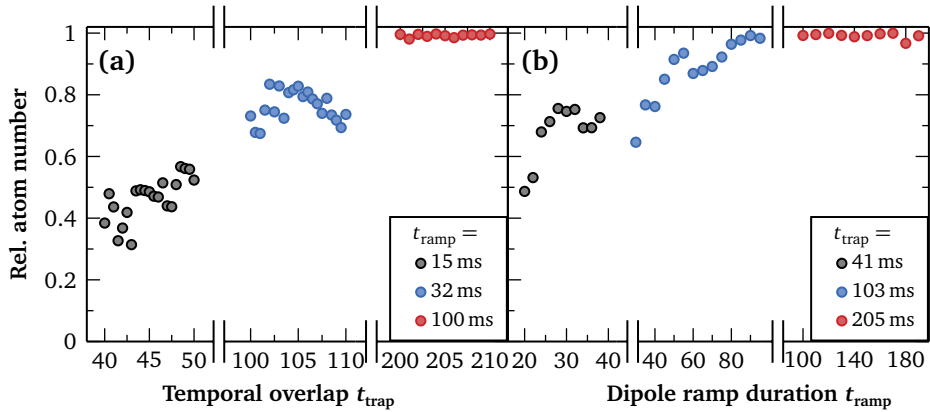 (a)
(b)
1
0.8
0.6
0.4
0.2
0
Rel. atom number
t_ramp =
15 ms
32 ms
100 ms
t_trap =
41 ms
103 ms
205 ms
40 45 50 100 105 110 200 205 210 20 30 40 60 80 100 140 180
Temporal overlap t_trap
Dipole ramp duration t_ramp